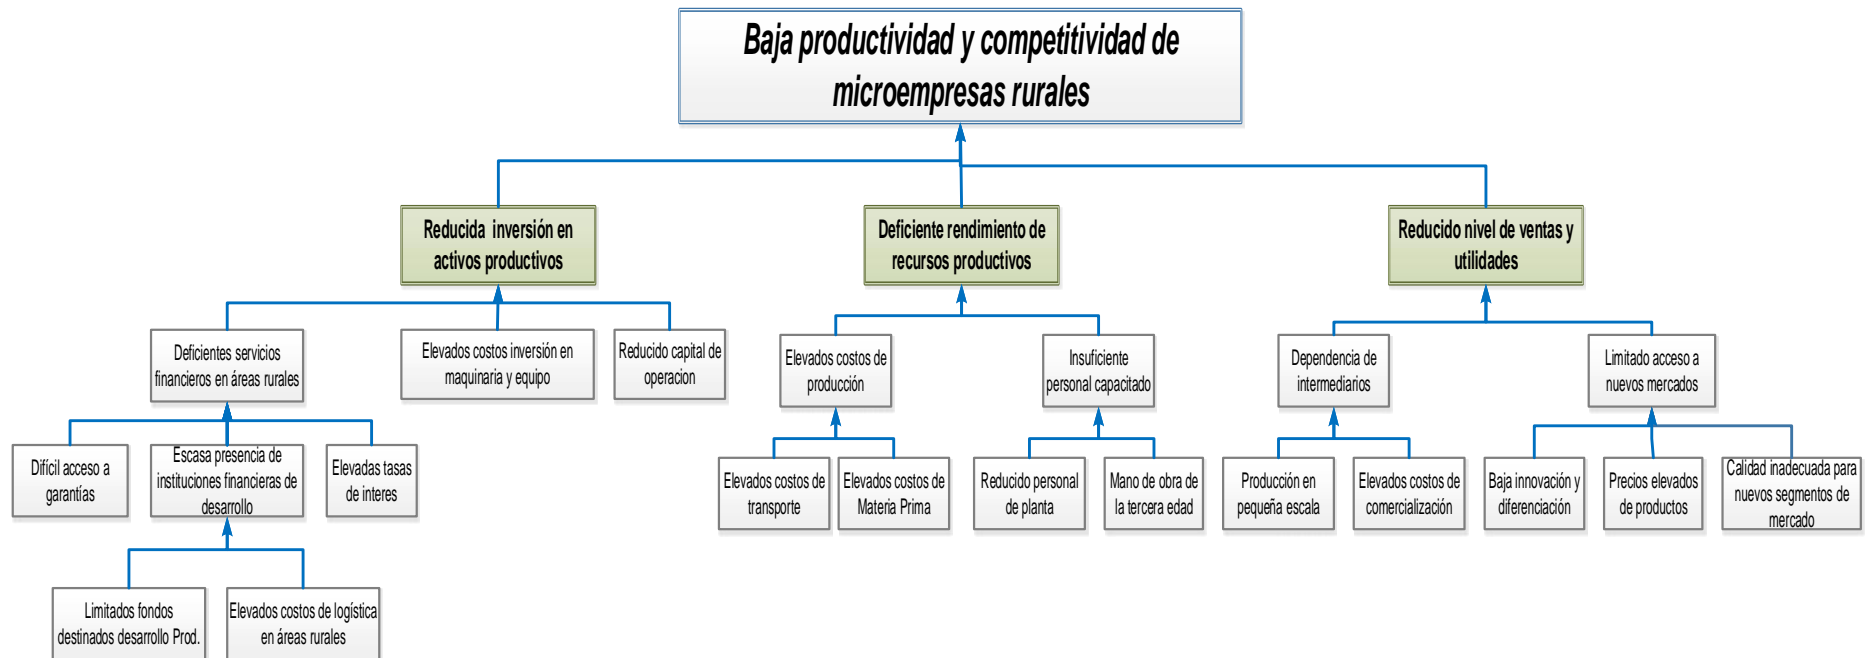 Baja productividad y competitividad de
microempresas rurales
Reducida inversión en
activos productivos
Deficiente rendimiento de
recursos productivos
Reducido nivel de ventas y
utilidades
Deficientes servicios
financieros en áreas rurales
Elevados costos inversión en
maquinaria y equipo
Reducido capital de
operacion
Elevados costos de
producción
Insuficiente
personal capacitado
Dependencia de
intermediarios
Limitado acceso a
nuevos mercados
Difícil acceso a
garantías
Escasa presencia de
instituciones financieras de
desarrollo
Elevadas tasas
de interes
Elevados costos de
transporte
Elevados costos de
Materia Prima
Reducido personal
de planta
Mano de obra de
la tercera edad
Producción en
pequeña escala
Elevados costos de
comercialización
Baja innovación y
diferenciación
Precios elevados
de productos
Calidad inadecuada para
nuevos segmentos de
mercado
Limitados fondos
destinados desarrollo Prod.
Elevados costos de logística
en áreas rurales